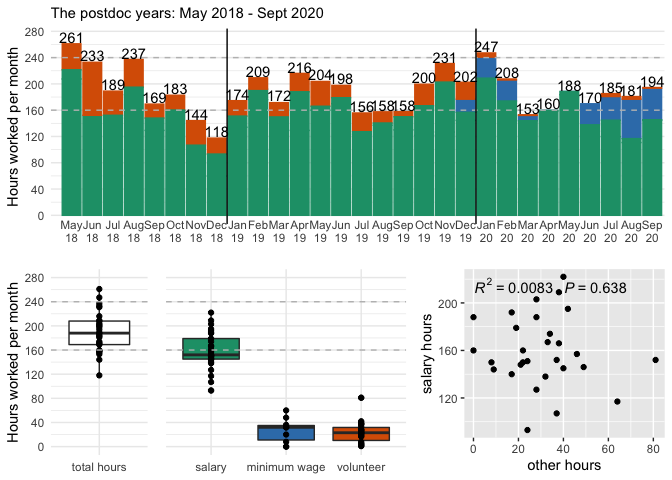 The postdoc years: May 2018 - Sept 2020
Hours worked per month
280
240
200
160
120
80
40
0
261 233 189 237 169 183 144 118 174 209 172 216 204 198 156 158 158 200 231 202 247 208 153 160 188 170 185 181 194
May Jun Jul Aug Sep Oct Nov Dec Jan Feb Mar Apr May Jun Jul Aug Sep Oct Nov Dec Jan Feb Mar Apr May Jun Jul Aug Sep
18 18 18 18 18 18 18 18 19 19 19 19 19 19 19 19 19 19 19 19 20 20 20 20 20 20 20 20 20
Hours worked per month
280
240
200
160
120
80
40
0
total hours
salary minimum wage volunteer
R² = 0.0083 P = 0.638
salary hours
200
160
120
0 20 40 60 80
other hours